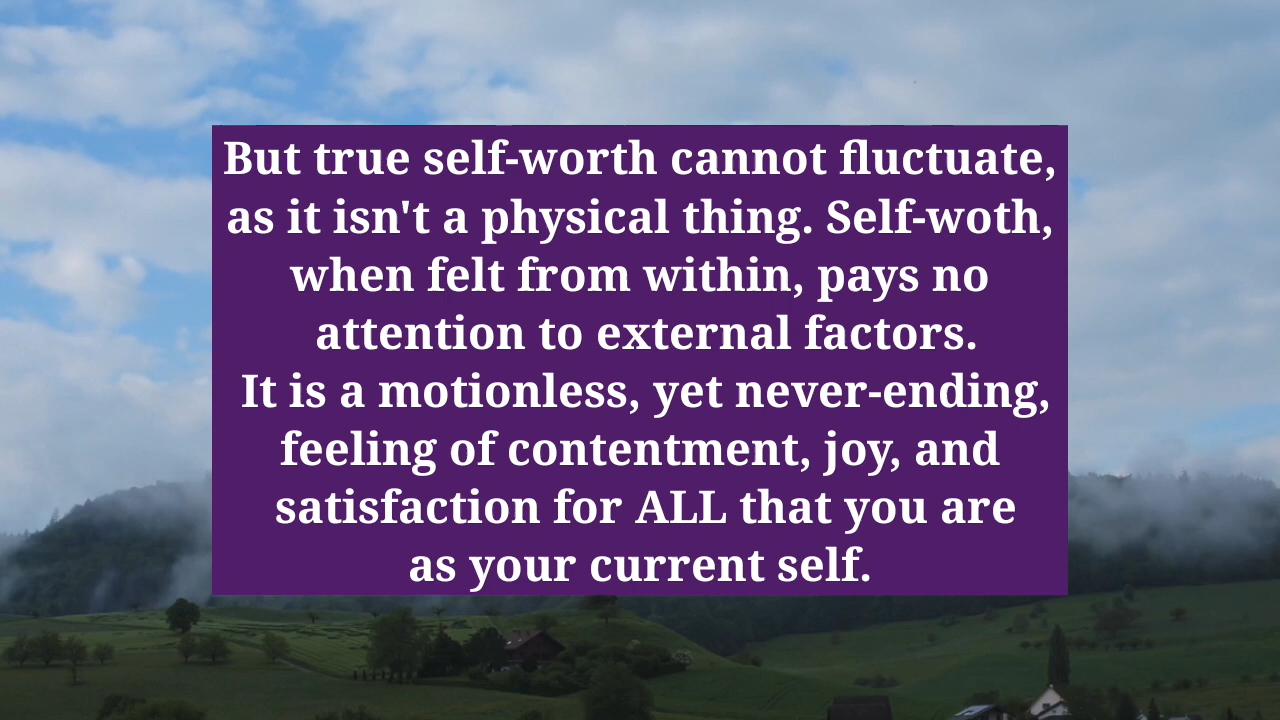 But true self-worth cannot fluctuate,
as it isn't a physical thing. Self-woth,
when felt from within, pays no
attention to external factors.
It is a motionless, yet never-ending,
feeling of contentment, joy, and
satisfaction for ALL that you are
as your current self.